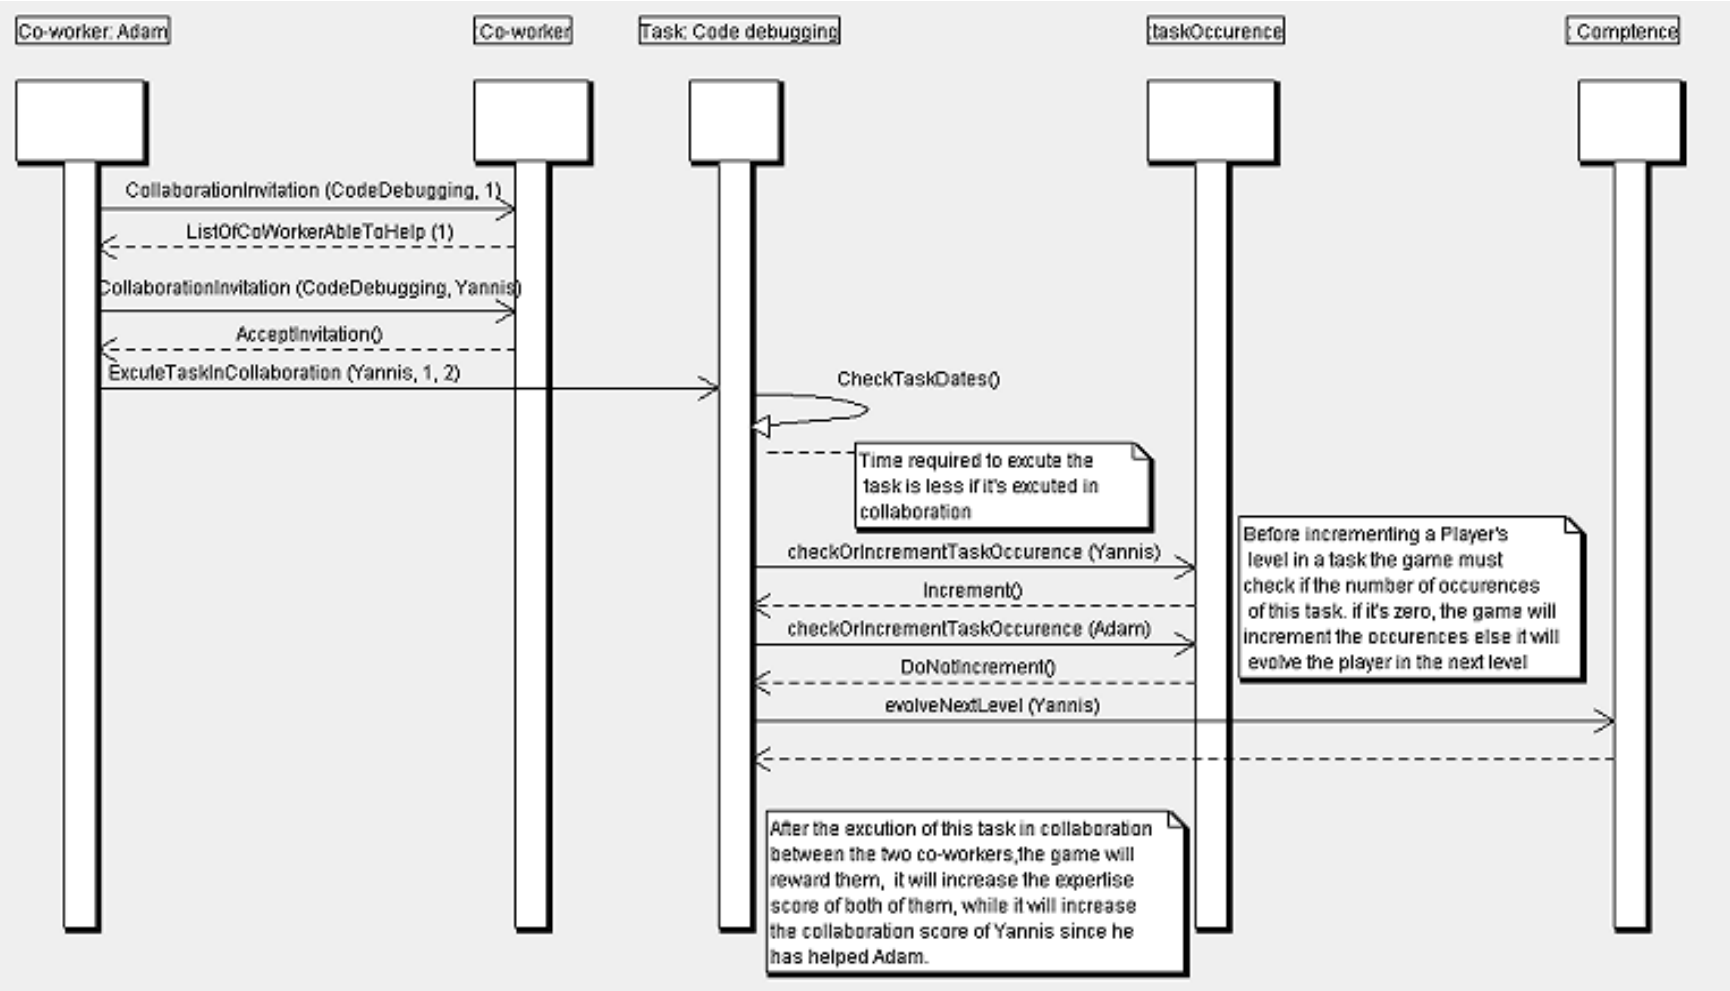 Co-worker: Adam
:Co-worker
Task: Code debugging
:taskOccurence
: Comptence
CollaborationInvitation (CodeDebugging, 1)
ListOfCoWorkerAbleToHelp (1)
CollaborationInvitation (CodeDebugging, Yannis)
AcceptInvitation()
ExcuteTaskInCollaboration (Yannis, 1, 2)
CheckTaskDates()
Time required to excute the
task is less if it's excuted in
collaboration
checkOrIncrementTaskOccurence (Yannis)
Increment()
checkOrIncrementTaskOccurence (Adam)
DoNotIncrement()
evolveNextLevel (Yannis)
Before incrementing a Player's
level in a task the game must
check if the number of occurences
of this task. if it's zero, the game will
increment the occurences else it will
evolve the player in the next level
After the excution of this task in collaboration
between the two co-workers,the game will
reward them, it will increase the expertise
score of both of them, while it will increase
the collaboration score of Yannis since he
has helped Adam.